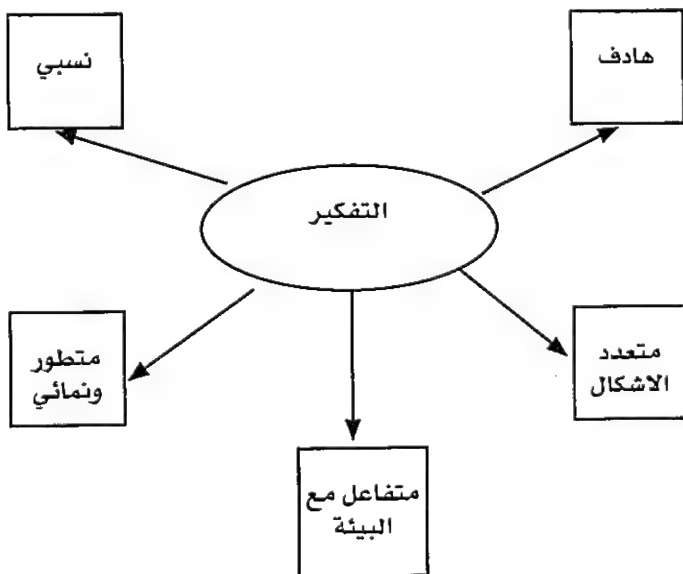 هادف
نسبي
التفكير
متعدد
الاشكال
متطور
ونمائي
متفاعل مع
البيئة